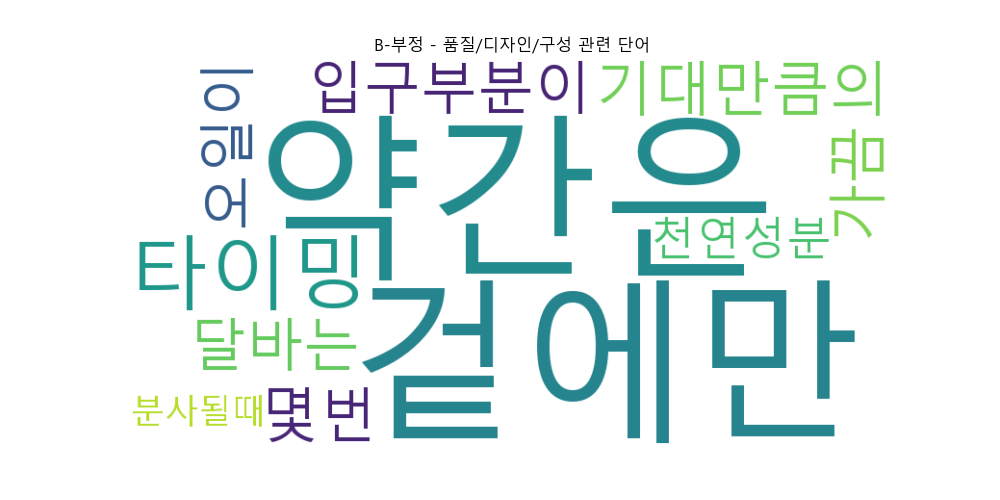 B-부정 - 품질/디자인/구성 관련 단어
입구부분이
기대만큼의
오일이
약간은
가끔
천연성분
타이밍
겉에만
달바는
분사될때
몇번